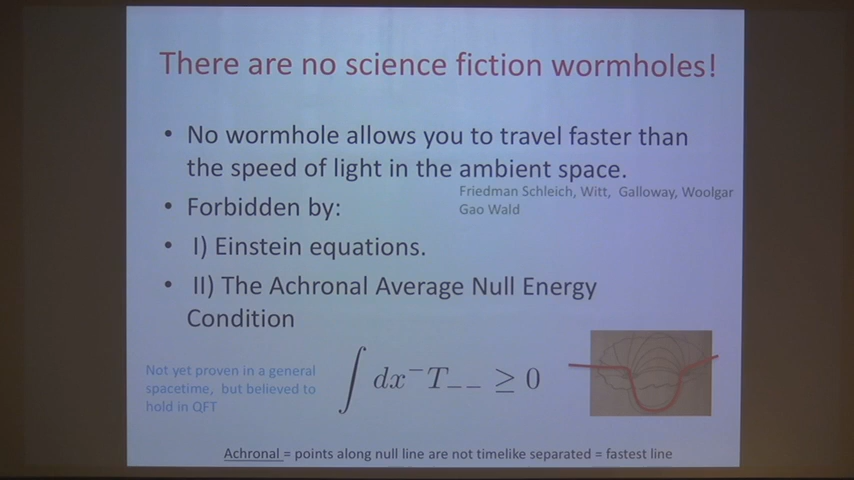 There are no science fiction wormholes!
• No wormhole allows you to travel faster than
the speed of light in the ambient space.
Friedman Schleich, Witt, Galloway, Woolgar
Gao Wald
• Forbidden by:
• I) Einstein equations.
• II) The Achronal Average Null Energy
Condition
Not yet proven in a general
spacetime, but believed to
hold in QFT
∫ dx⁻T₋₋ ≥ 0
Achronal = points along null line are not timelike separated = fastest line